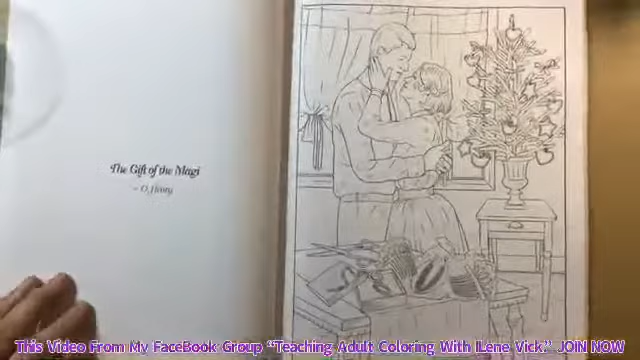 The Gift of the Magi
~ O. Henry
This Video From My FaceBook Group "Teaching Adult Coloring With ILene Vick" JOIN NOW